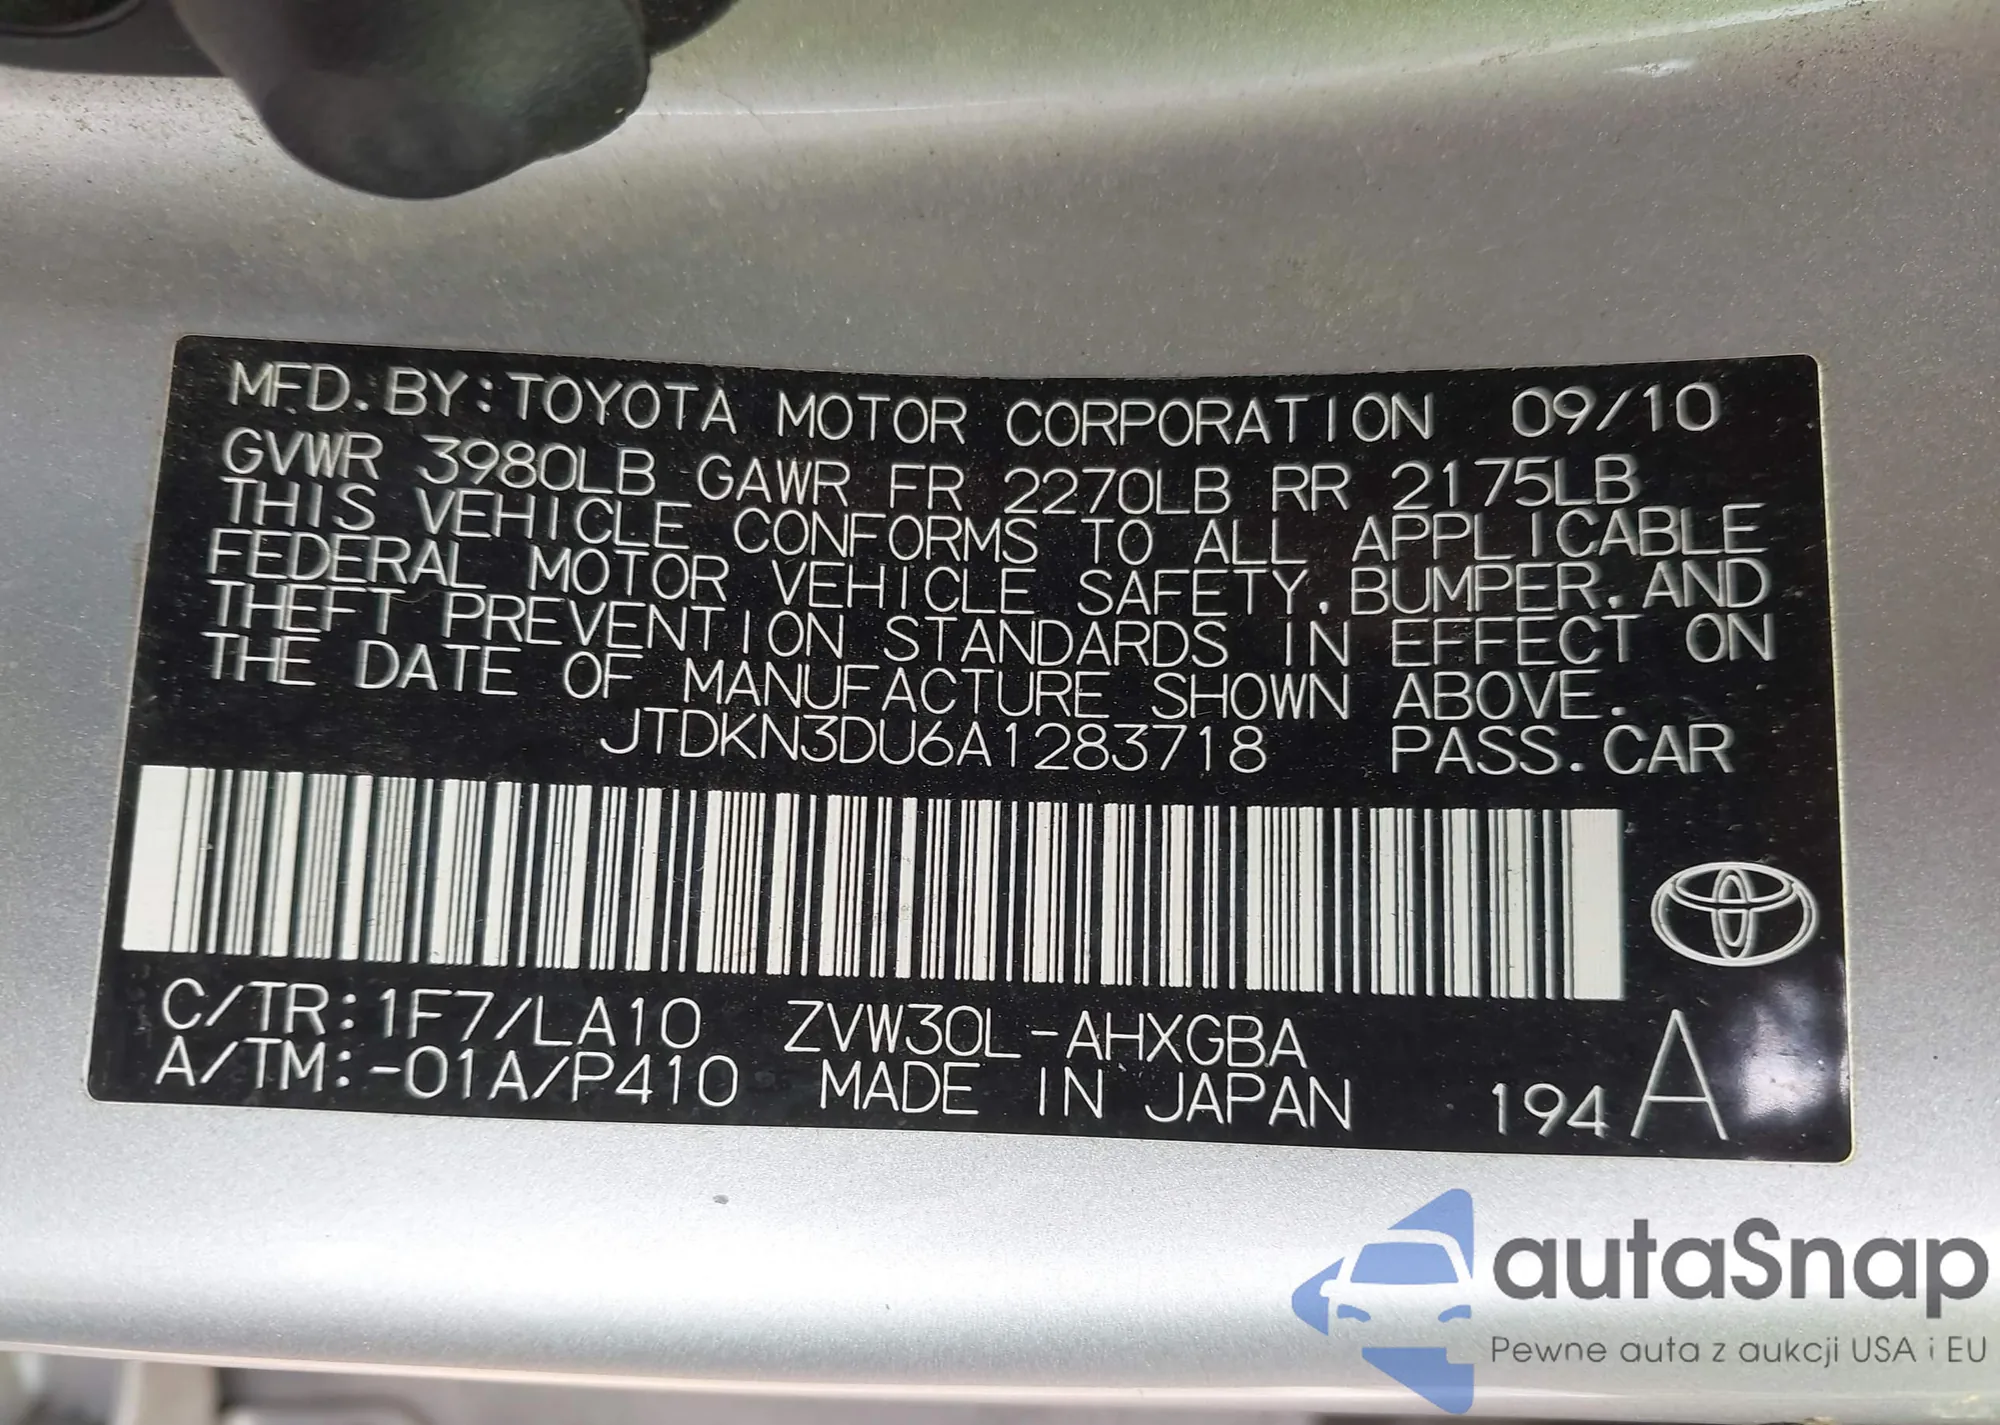 MFD. BY: TOYOTA MOTOR CORPORATION 09/10
GVWR 3980LB GAWR FR 2270LB RR 2175LB
THIS VEHICLE CONFORMS TO ALL APPLICABLE
FEDERAL MOTOR VEHICLE SAFETY, BUMPER, AND
THEFT PREVENTION STANDARDS IN EFFECT ON
THE DATE OF MANUFACTURE SHOWN ABOVE.
JTDKN3DU6A1283718 PASS. CAR
C/TR: 1F7/LA10 ZVW30L-AHXGBA
A/TM: -01A/P410 MADE IN JAPAN 194 A
autaSnap
Pewne auta z aukcji USA i EU